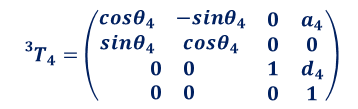 cosθ₄ −sinθ₄ 0 a₄
³T₄ = sinθ₄ cosθ₄ 0 0
0 0 1 d₄
0 0 0 1